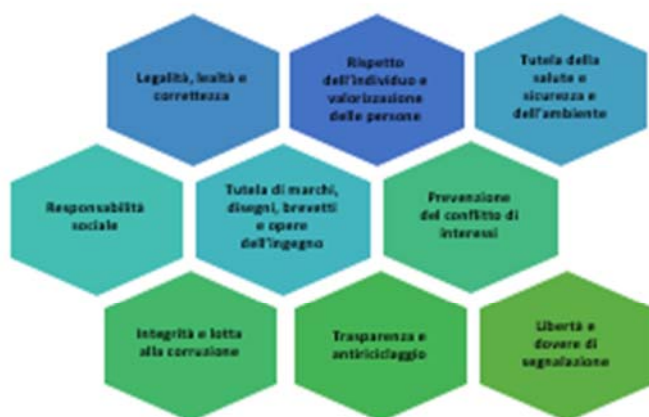 Legalità, lealtà e
correttezza
Rispetto
dell'individuo e
valorizzazione
delle persone
Tutela della
salute e
sicurezza e
dell'ambiente
Responsabilità
sociale
Tutela di marchi,
disegni, brevetti
e opere
dell'ingegno
Prevenzione
del conflitto di
interessi
Integrità e lotta
alla corruzione
Trasparenza e
antiriciclaggio
Libertà e
dovere di
segnalazione